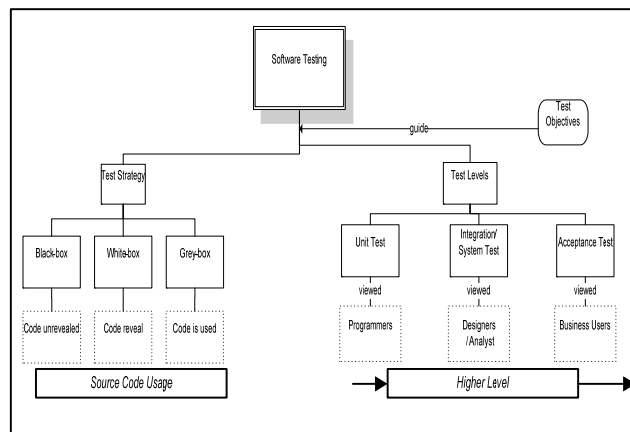 Software Testing
Test
Objectives
guide
Test Strategy
Test Levels
Black-box
White-box
Grey-box
Unit Test
Integration/
System Test
Acceptance Test
viewed
viewed
viewed
Code unrevealed
Code reveal
Code is used
Programmers
Designers
/Analyst
Business Users
Source Code Usage
Higher Level